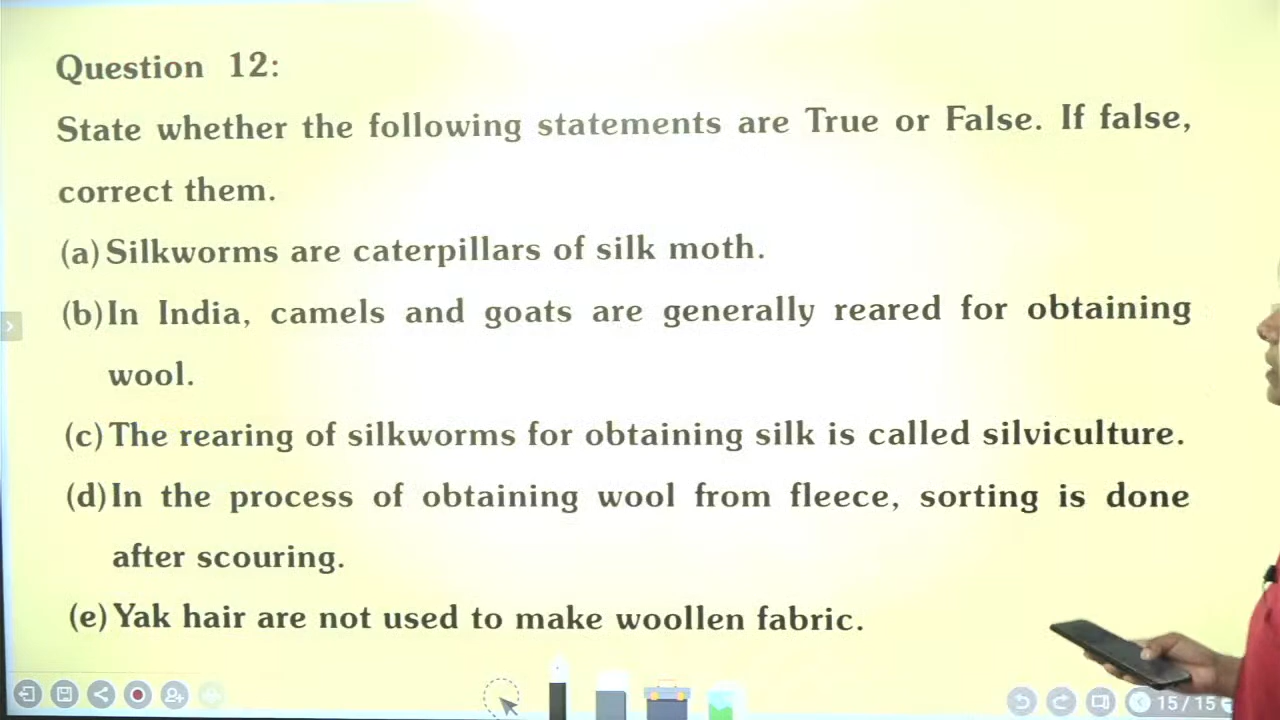 Question 12:
State whether the following statements are True or False. If false,
correct them.
(a) Silkworms are caterpillars of silk moth.
(b) In India, camels and goats are generally reared for obtaining
wool.
(c) The rearing of silkworms for obtaining silk is called silviculture.
(d) In the process of obtaining wool from fleece, sorting is done
after scouring.
(e) Yak hair are not used to make woollen fabric.
15/15